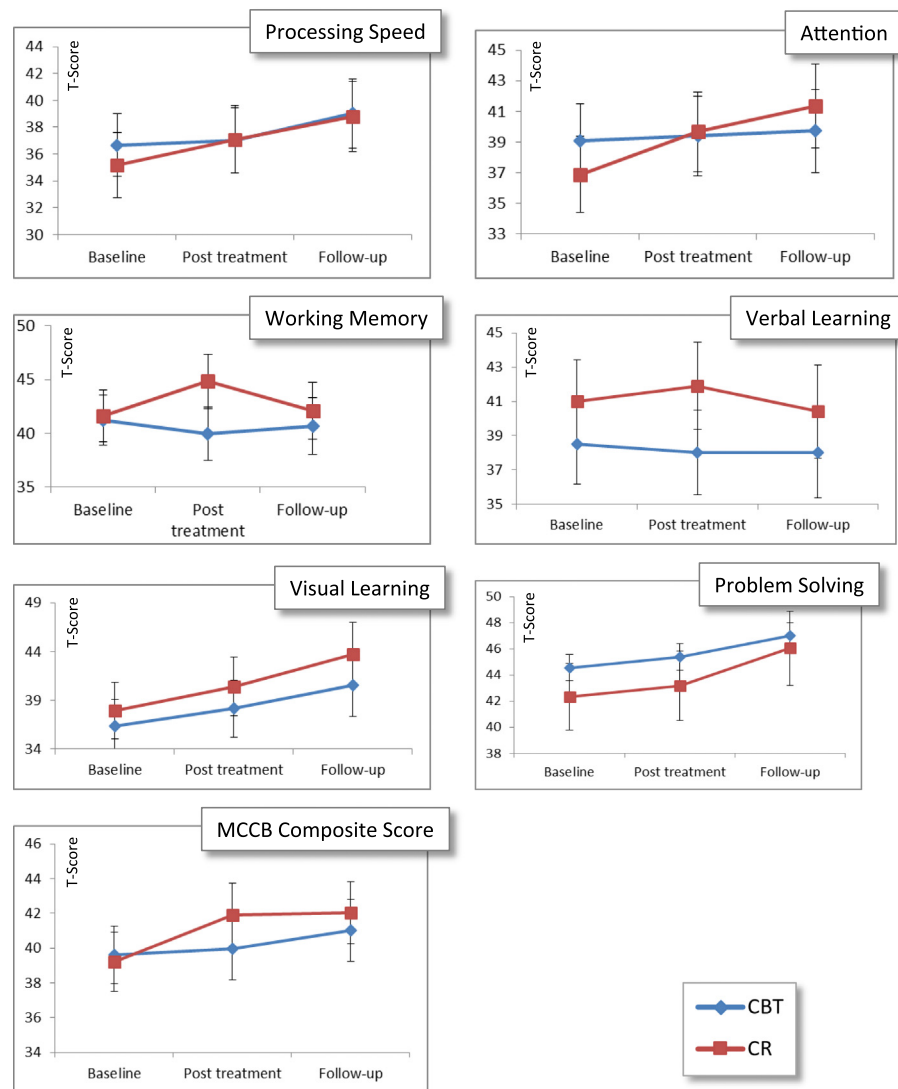 Processing Speed
T-Score
44
42
40
38
36
34
32
30
Baseline Post treatment Follow-up
Attention
T-Score
45
43
41
39
37
35
33
Baseline Post treatment Follow-up
Working Memory
T-Score
50
45
40
35
Baseline Post treatment Follow-up
Verbal Learning
T-Score
45
43
41
39
37
35
Baseline Post treatment Follow-up
Visual Learning
T-Score
49
44
39
34
Baseline Post treatment Follow-up
Problem Solving
T-Score
50
48
46
44
42
40
38
Baseline Post treatment Follow-up
MCCB Composite Score
T-Score
46
44
42
40
38
36
34
Baseline Post treatment Follow-up
CBT
CR